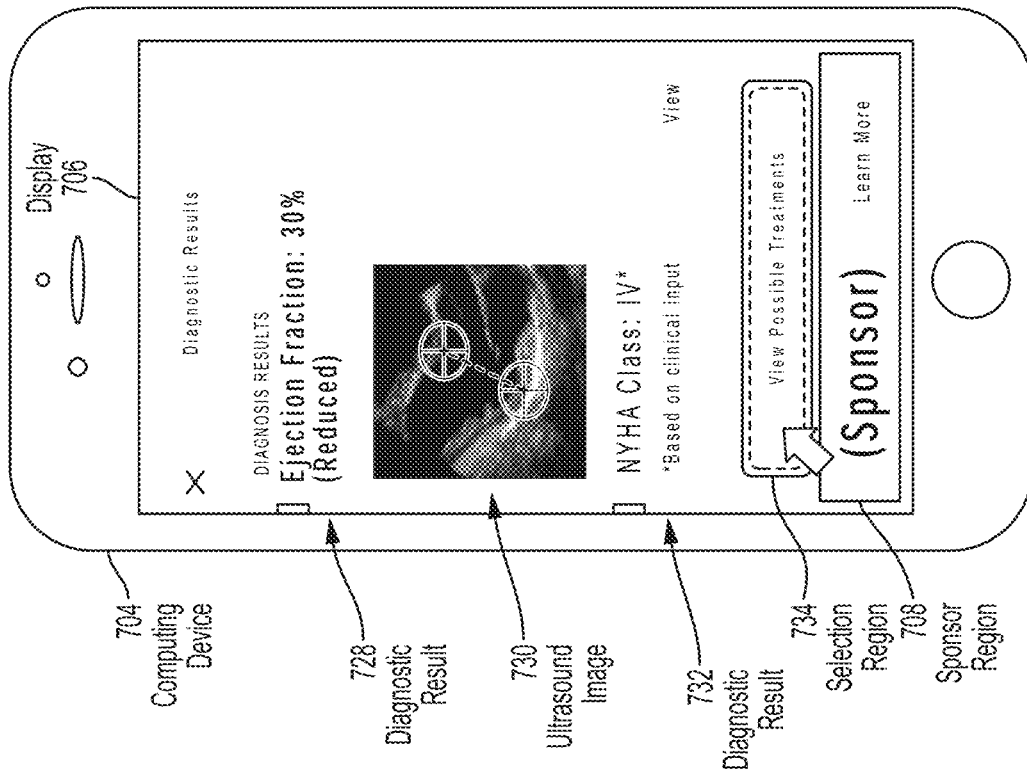 Display
706
Diagnostic Results
X
DIAGNOSIS RESULTS
Ejection Fraction: 30%
(Reduced)
NYHA Class: IV*
*Based on clinical input
View
View Possible Treatments
(Sponsor)
Learn More
704
Computing
Device
728
Diagnostic
Result
730
Ultrasound
Image
732
Diagnostic
Result
734
Selection
Region
708
Sponsor
Region